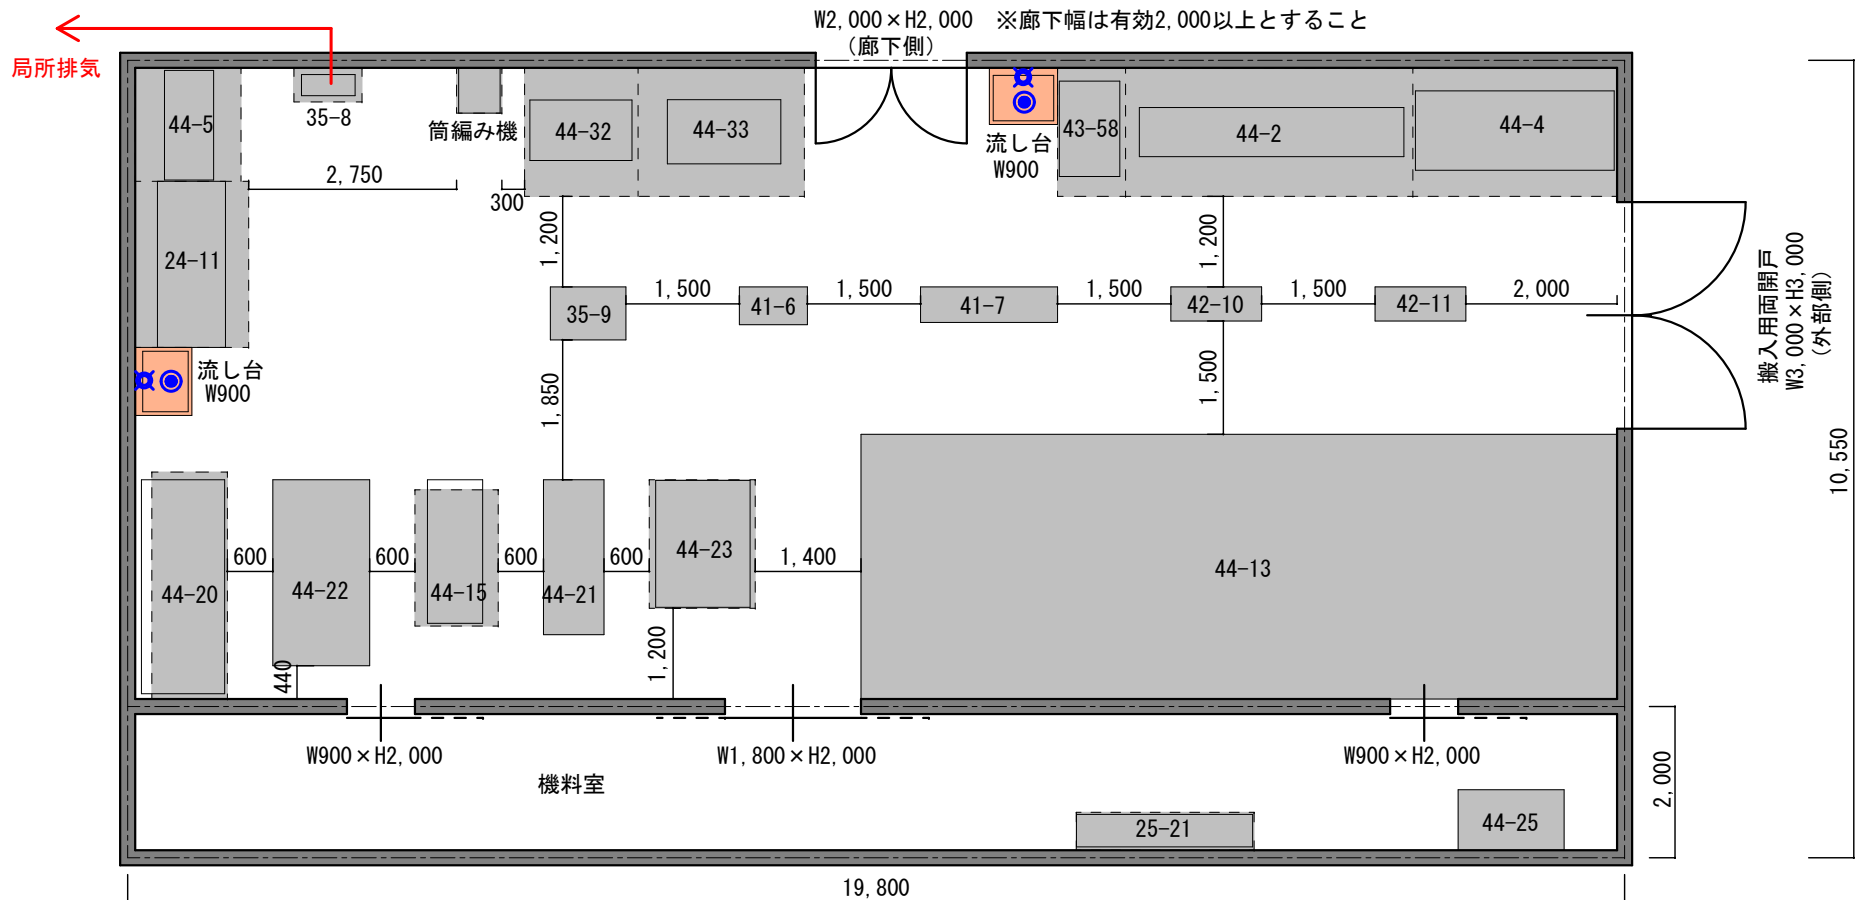 W2,000×H2,000　※廊下幅は有効2,000以上とすること
（廊下側）
局所排気
44-5
35-8
筒編み機
44-32
44-33
流し台
W900
43-58
44-2
44-4
2,750
300
1,200
1,200
24-11
35-9
1,500
41-6
1,500
41-7
1,500
42-10
1,500
42-11
2,000
搬入用両開戸
W3,000×H3,000
（外部側）
流し台
W900
1,850
1,500
10,550
44-20
600
44-22
600
44-15
600
44-21
600
44-23
1,400
44-13
440
1,200
W900×H2,000
W1,800×H2,000
W900×H2,000
機料室
2,000
25-21
44-25
19,800